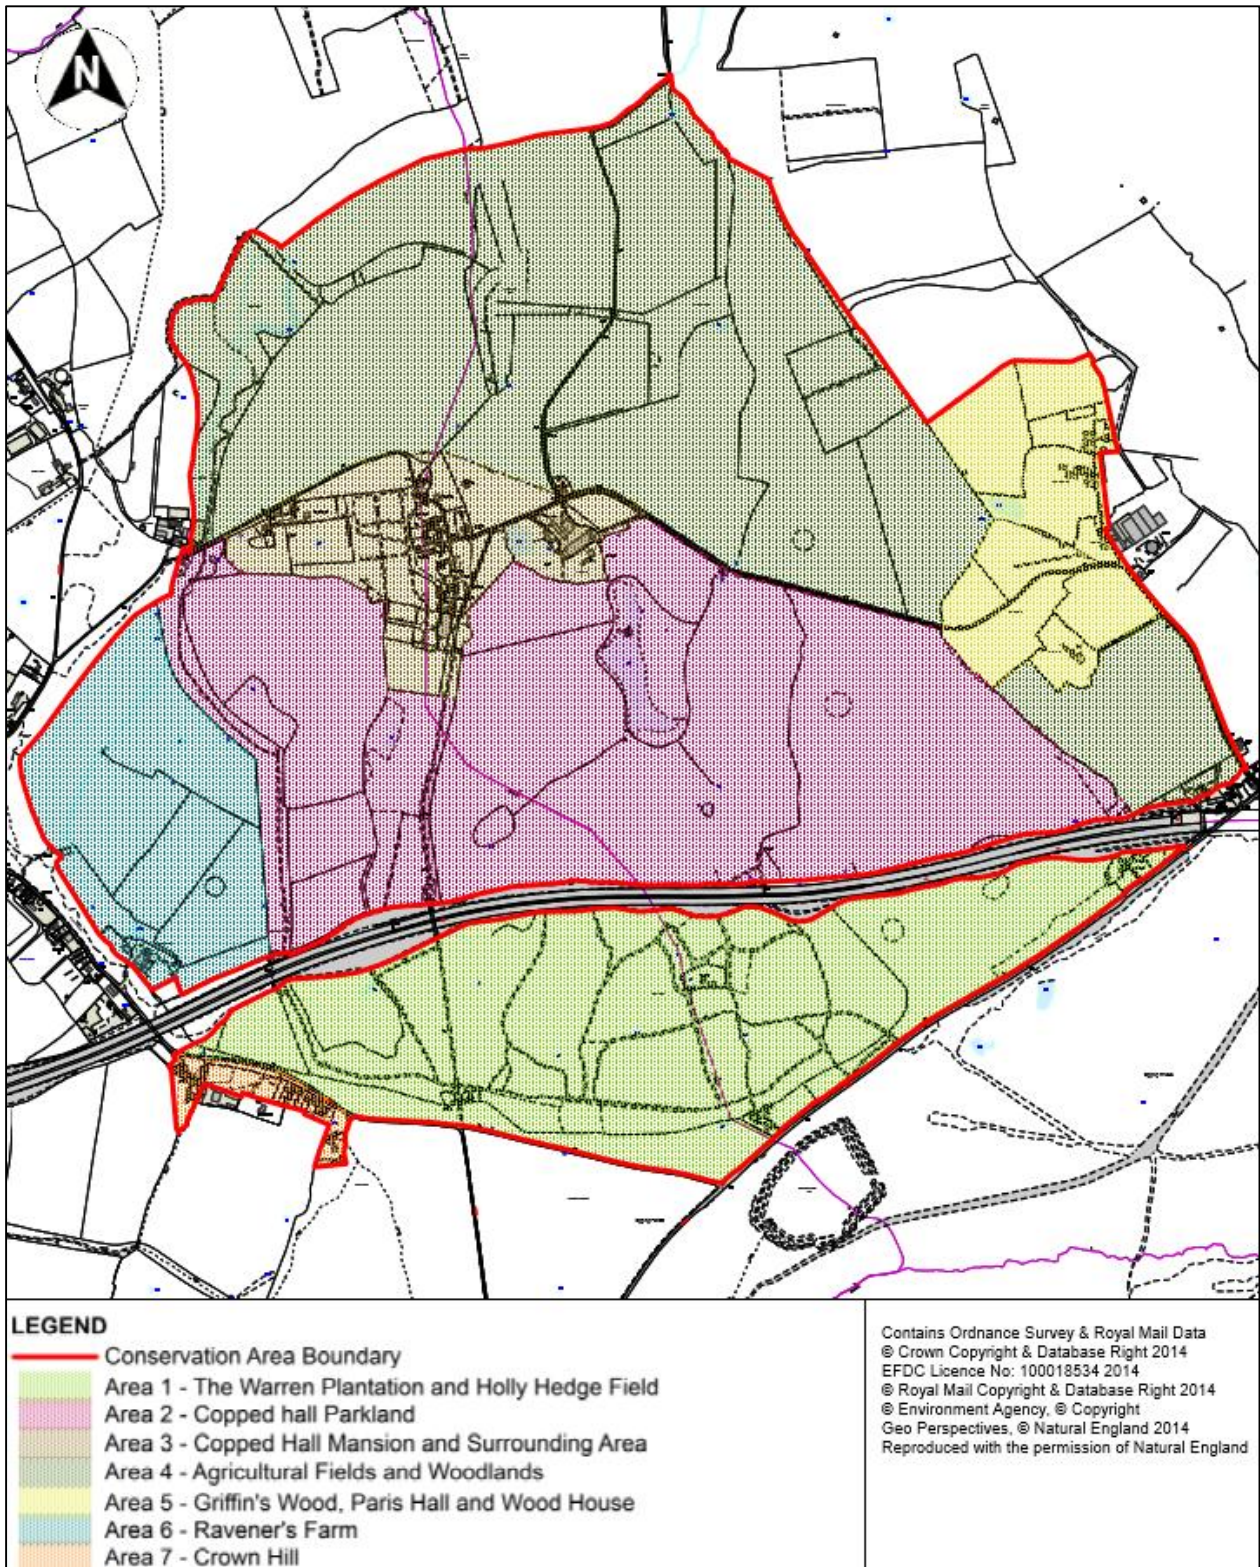 N
LEGEND
Conservation Area Boundary
Area 1 - The Warren Plantation and Holly Hedge Field
Area 2 - Copped hall Parkland
Area 3 - Copped Hall Mansion and Surrounding Area
Area 4 - Agricultural Fields and Woodlands
Area 5 - Griffin's Wood, Paris Hall and Wood House
Area 6 - Ravener's Farm
Area 7 - Crown Hill
Contains Ordnance Survey & Royal Mail Data
© Crown Copyright & Database Right 2014
EFDC Licence No: 100018534 2014
© Royal Mail Copyright & Database Right 2014
© Environment Agency, © Copyright
Geo Perspectives, © Natural England 2014
Reproduced with the permission of Natural England